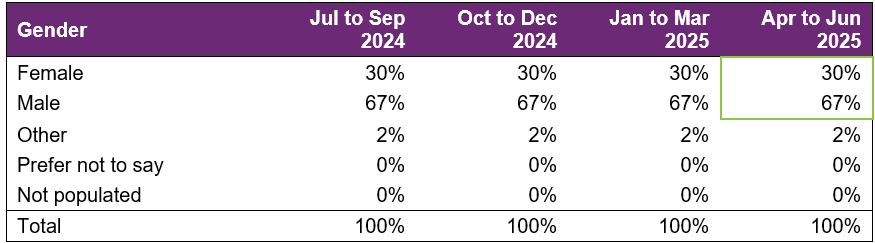 Gender Jul to Sep 2024 Oct to Dec 2024 Jan to Mar 2025 Apr to Jun 2025
Female 30% 30% 30% 30%
Male 67% 67% 67% 67%
Other 2% 2% 2% 2%
Prefer not to say 0% 0% 0% 0%
Not populated 0% 0% 0% 0%
Total 100% 100% 100% 100%